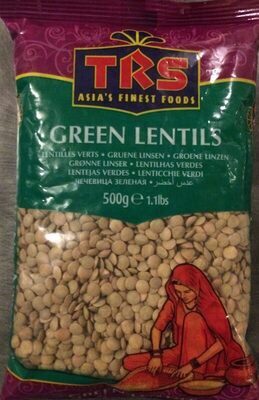 TRS
ASIA'S FINEST FOODS
GREEN LENTILS
LENTILLES VERTS • GRUENE LINSEN • GROENE LINZEN
GRØNNE LINSER • LENTILHAS VERDES
LENTEJAS VERDES • LENTICCHIE VERDI
ЧЕЧЕВИЦА ЗЕЛЕНАЯ • عدس أخضر
500g ℮ 1.1lbs